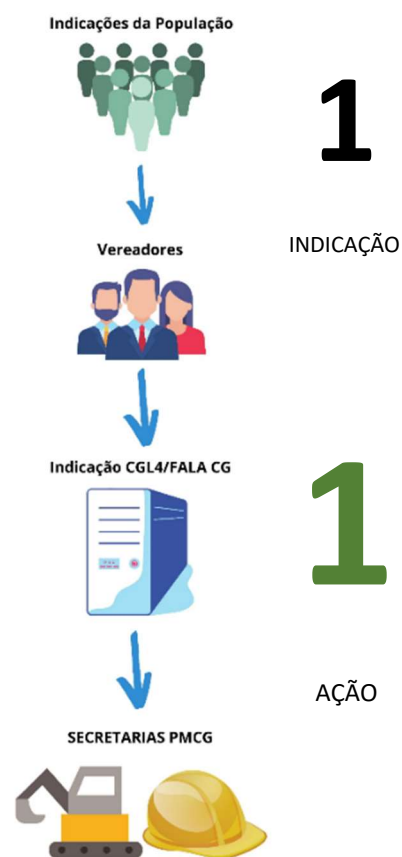 Indicações da População
1
INDICAÇÃO
Vereadores
Indicação CGL4/FALA CG
1
AÇÃO
SECRETARIAS PMCG